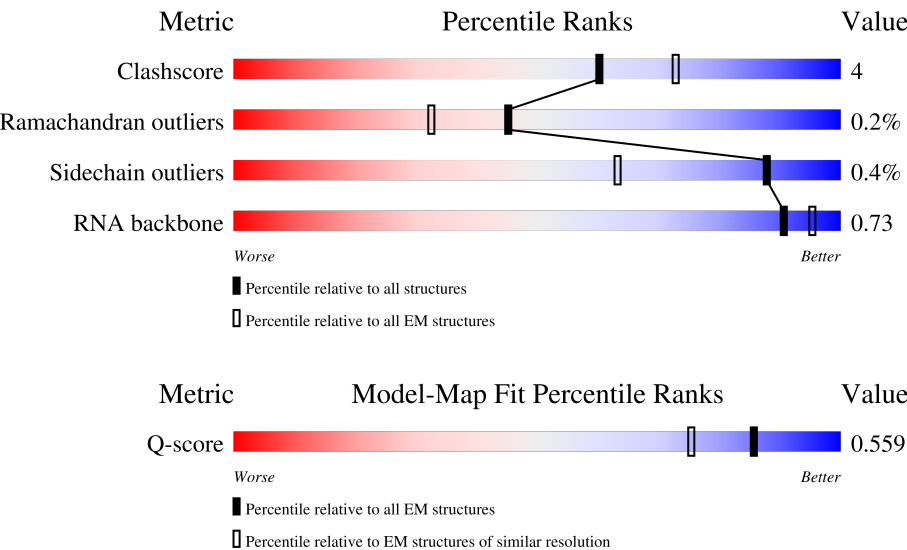 Metric Percentile Ranks Value
Clashscore 4
Ramachandran outliers 0.2%
Sidechain outliers 0.4%
RNA backbone 0.73
Worse Better
Percentile relative to all structures
Percentile relative to all EM structures
Metric Model-Map Fit Percentile Ranks Value
Q-score 0.559
Worse Better
Percentile relative to all EM structures
Percentile relative to EM structures of similar resolution